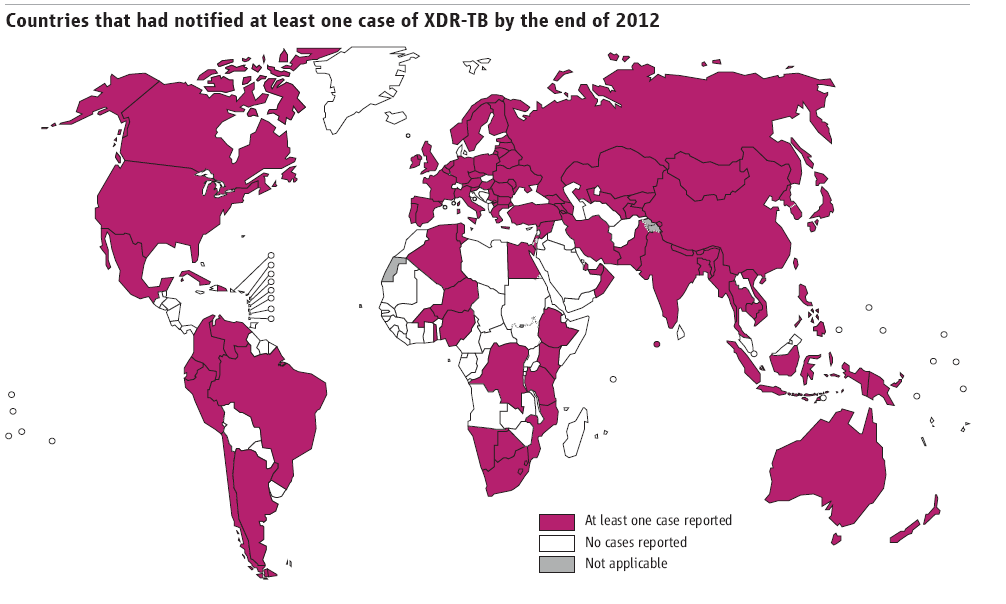 Countries that had notified at least one case of XDR-TB by the end of 2012
At least one case reported
No cases reported
Not applicable